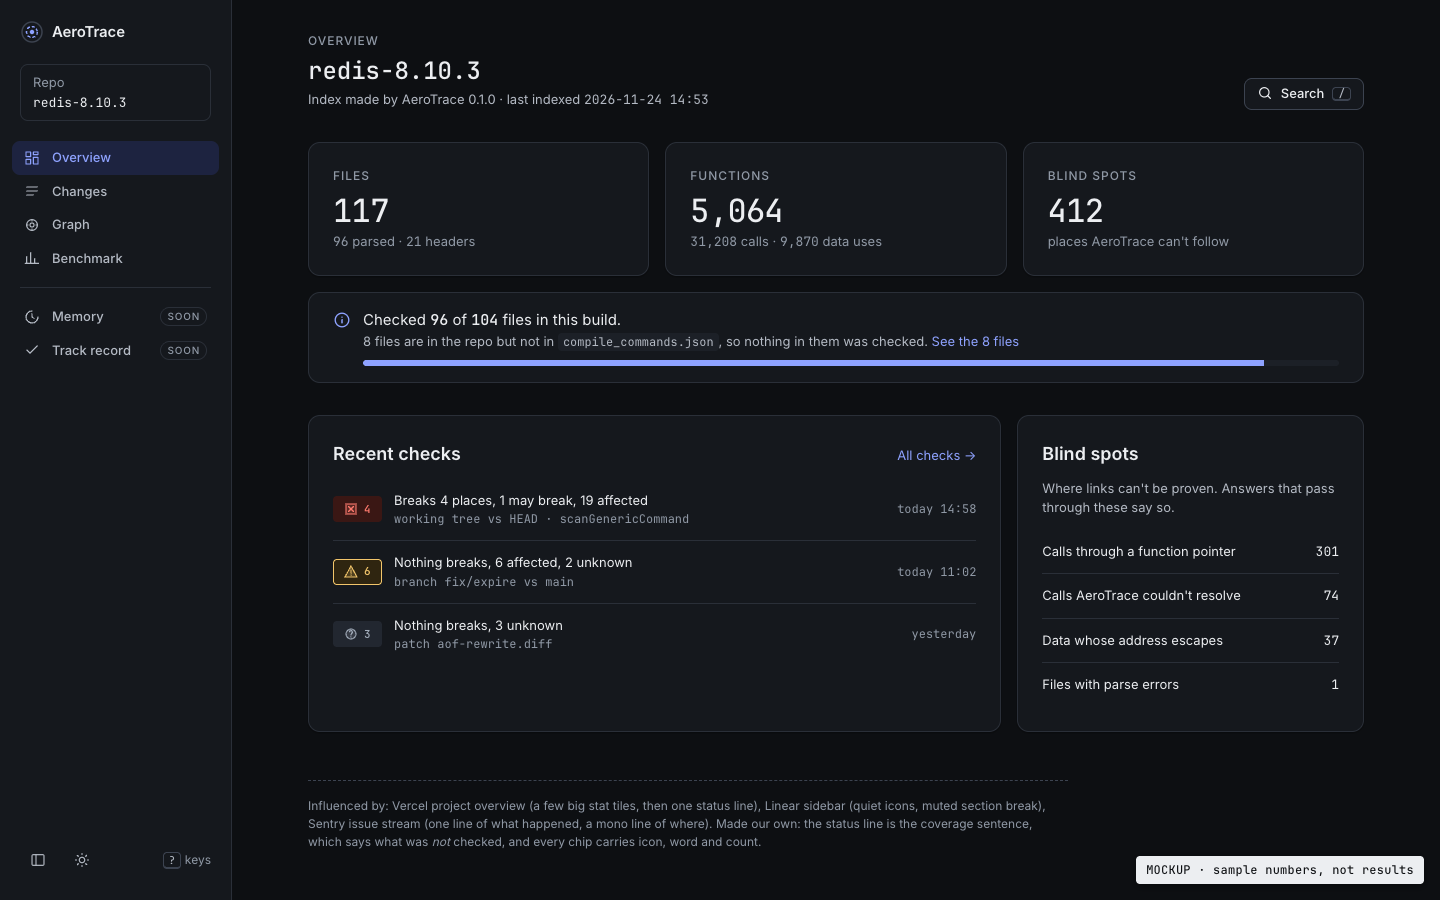 AeroTrace
Repo
redis-8.10.3
Overview
Changes
Graph
Benchmark
Memory SOON
Track record SOON
? keys
OVERVIEW
redis-8.10.3
Index made by AeroTrace 0.1.0 · last indexed 2026-11-24 14:53
Search /
FILES
117
96 parsed · 21 headers
FUNCTIONS
5,064
31,208 calls · 9,870 data uses
BLIND SPOTS
412
places AeroTrace can't follow
Checked 96 of 104 files in this build.
8 files are in the repo but not in compile_commands.json, so nothing in them was checked. See the 8 files
Recent checks
All checks →
4
Breaks 4 places, 1 may break, 19 affected
working tree vs HEAD · scanGenericCommand
today 14:58
6
Nothing breaks, 6 affected, 2 unknown
branch fix/expire vs main
today 11:02
3
Nothing breaks, 3 unknown
patch aof-rewrite.diff
yesterday
Blind spots
Where links can't be proven. Answers that pass
through these say so.
Calls through a function pointer 301
Calls AeroTrace couldn't resolve 74
Data whose address escapes 37
Files with parse errors 1
Influenced by: Vercel project overview (a few big stat tiles, then one status line), Linear sidebar (quiet icons, muted section break),
Sentry issue stream (one line of what happened, a mono line of where). Made our own: the status line is the coverage sentence,
which says what was not checked, and every chip carries icon, word and count.
MOCKUP · sample numbers, not results